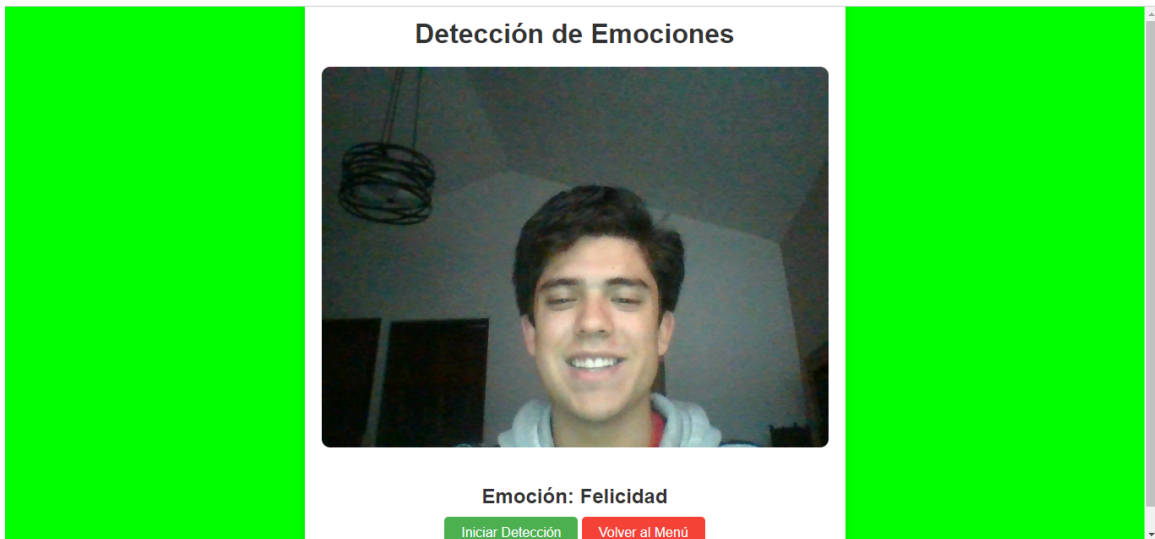 Detección de Emociones
Emoción: Felicidad
Iniciar Detección Volver al Menú